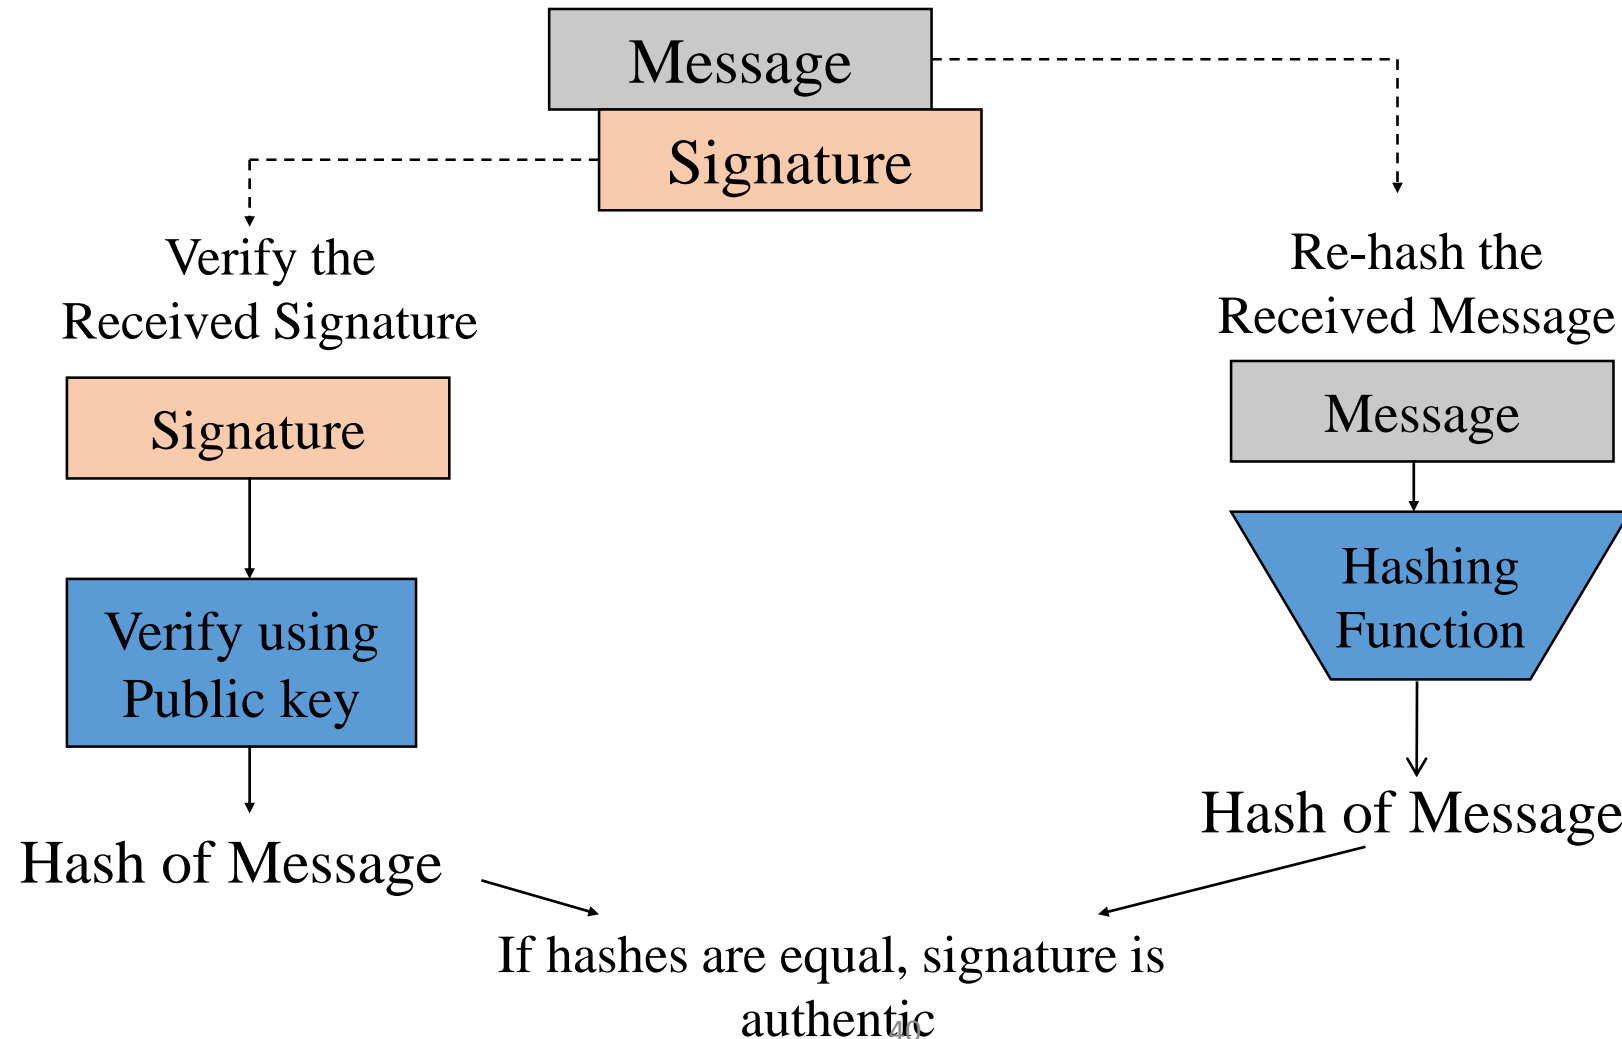 Message
Signature
Verify the
Received Signature
Re-hash the
Received Message
Signature
Message
Verify using
Public key
Hashing
Function
Hash of Message
Hash of Message
If hashes are equal, signature is
authentic
40